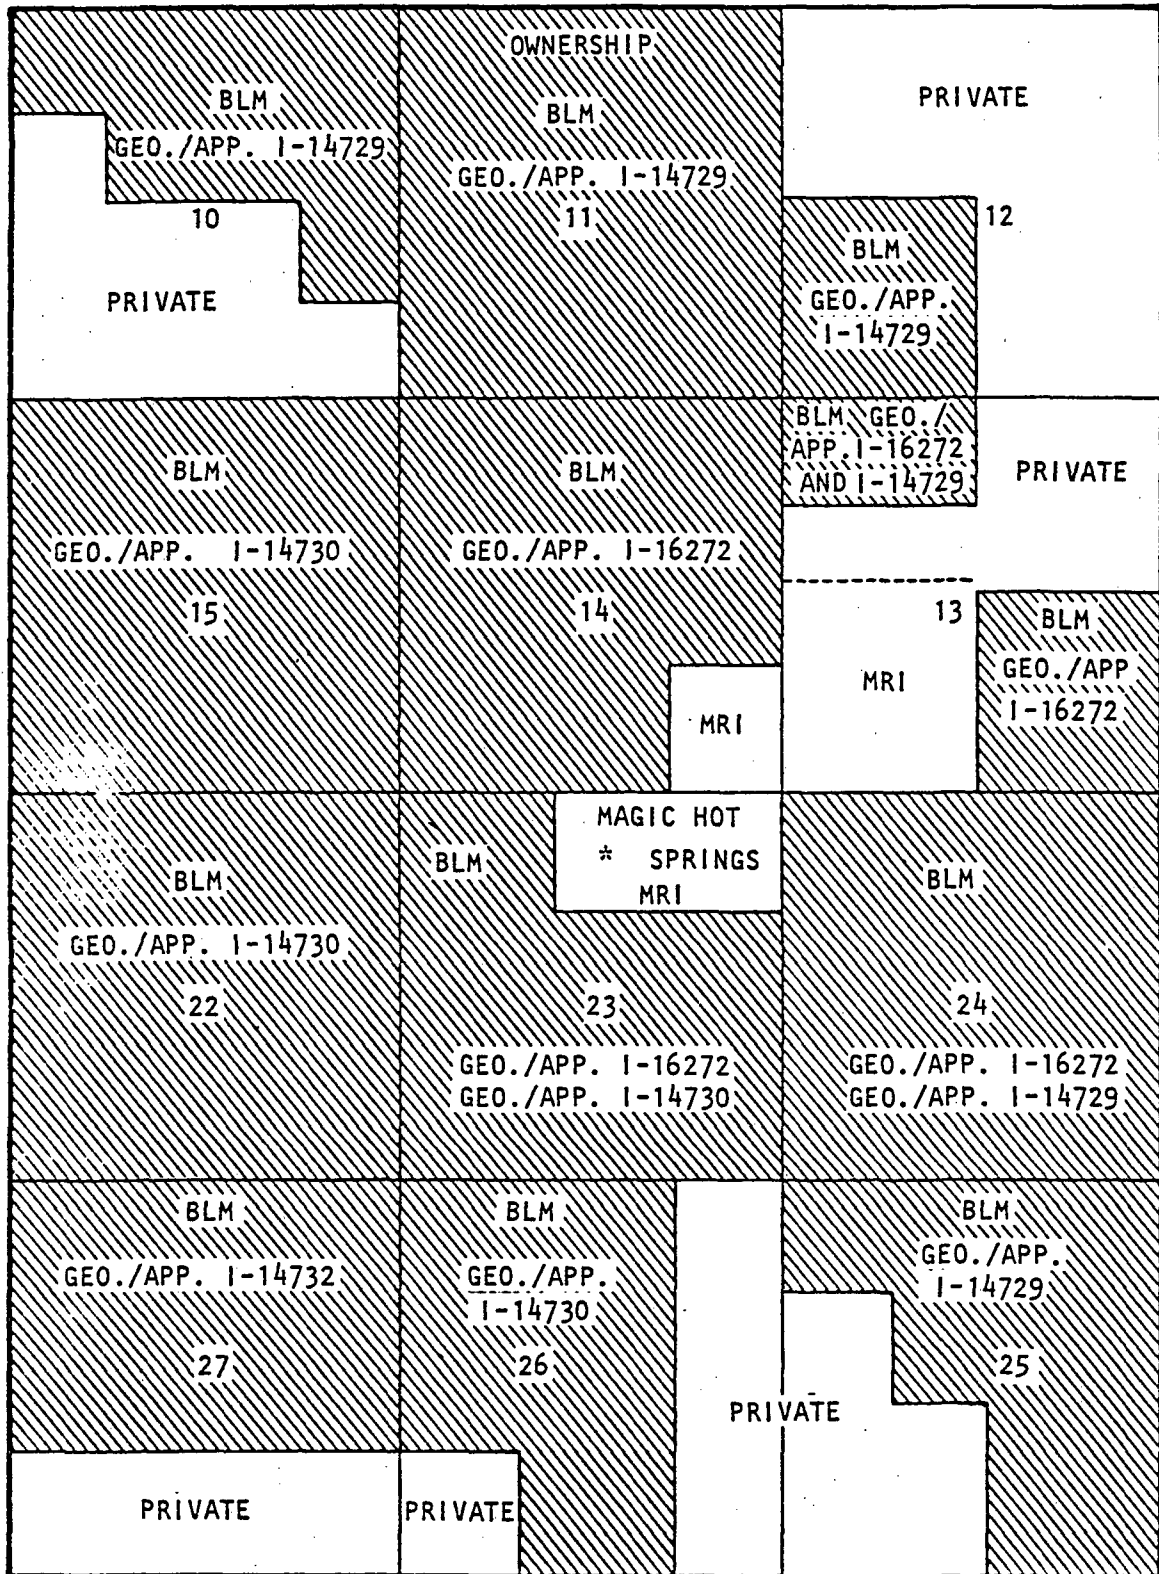 OWNERSHIP
BLM
GEO./APP. I-14729
10
PRIVATE
BLM
GEO./APP. I-14729
11
PRIVATE
12
BLM
GEO./APP.
I-14729
BLM
GEO./APP. I-14730
15
BLM
GEO./APP. I-16272
14
MRI
BLM GEO./
APP. I-16272
AND I-14729
PRIVATE
13
MRI
BLM
GEO./APP
I-16272
BLM
GEO./APP. I-14730
22
BLM
MAGIC HOT
* SPRINGS
MRI
23
GEO./APP. I-16272
GEO./APP. I-14730
BLM
24
GEO./APP. I-16272
GEO./APP. I-14729
BLM
GEO./APP. I-14732
27
PRIVATE
BLM
GEO./APP.
I-14730
26
PRIVATE
PRIVATE
BLM
GEO./APP.
I-14729
25